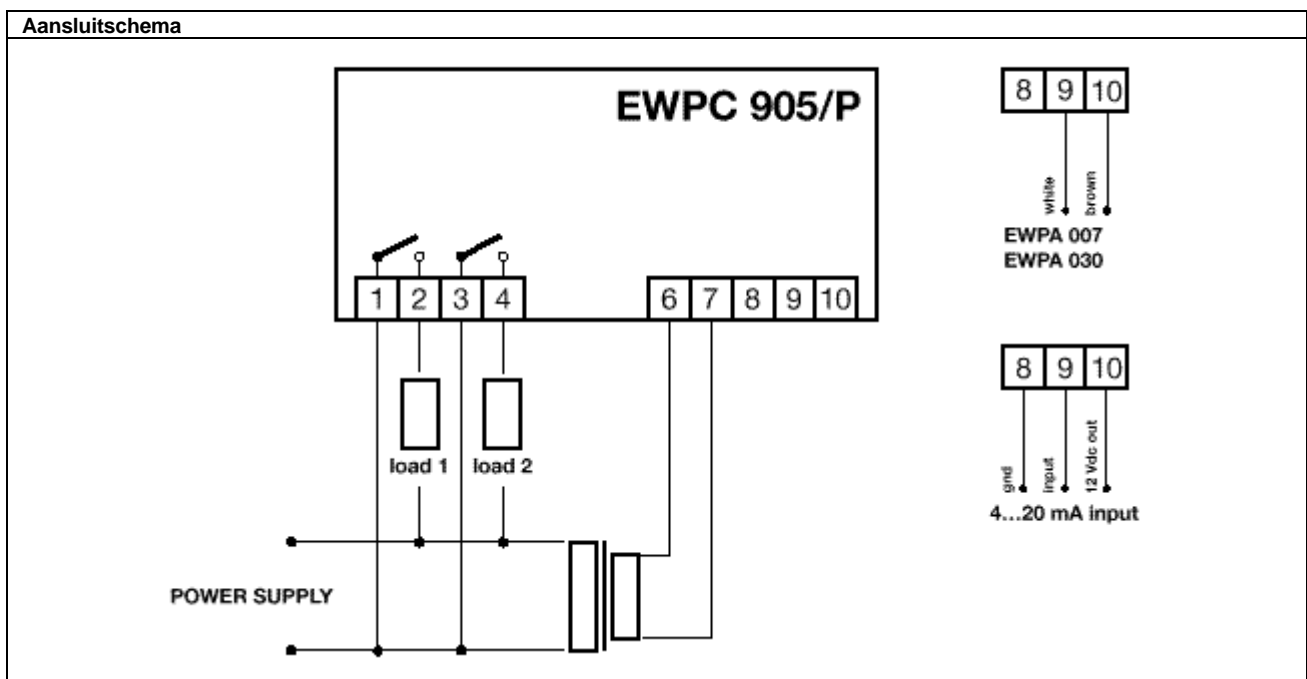 Aansluitschema
EWPC 905/P
1 2 3 4
6 7 8 9 10
load 1 load 2
POWER SUPPLY
8 9 10
white
brown
EWPA 007
EWPA 030
8 9 10
gnd
input
12 Vdc out
4...20 mA input